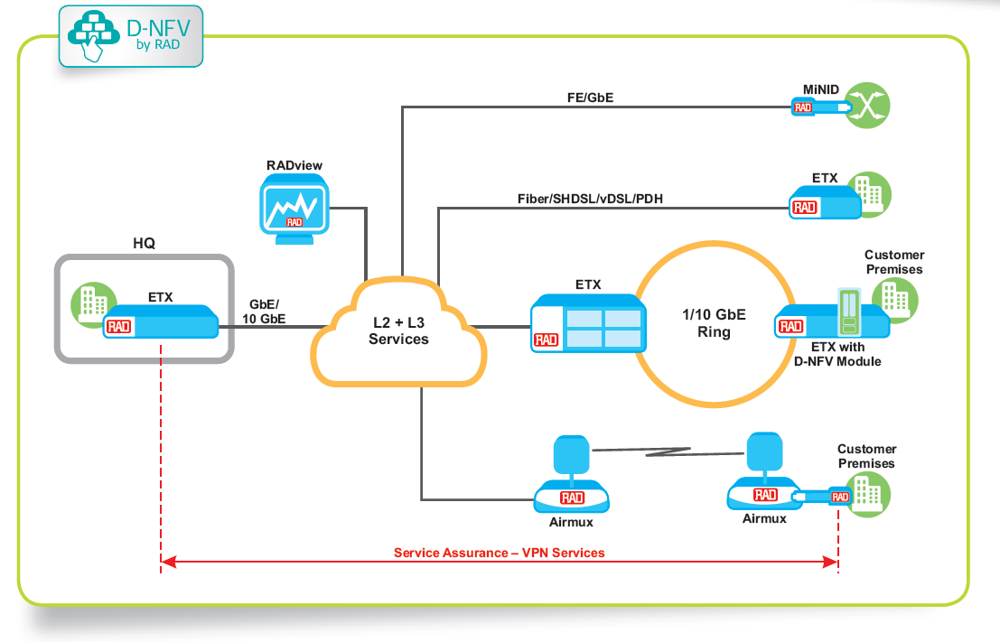 D-NFV
by RAD
FE/GbE
MiNID
RAD
RADview
RAD
Fiber/SHDSL/vDSL/PDH
ETX
RAD
HQ
ETX
RAD
GbE/
10 GbE
L2 + L3
Services
ETX
RAD
1/10 GbE
Ring
Customer
Premises
RAD
ETX with
D-NFV Module
RAD
Airmux
RAD
Airmux
Customer
Premises
RAD
Service Assurance – VPN Services